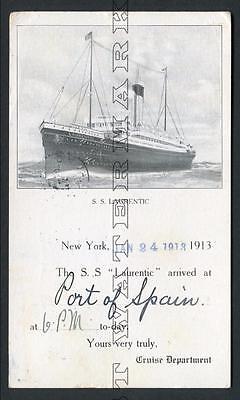 S. S. LAURENTIC
New York, JAN 24 1913 1913
The S. S "Laurentic" arrived at
Port of Spain.
at 6. P.M. to-day.
Yours very truly,
Cruise Department
WATERMARK